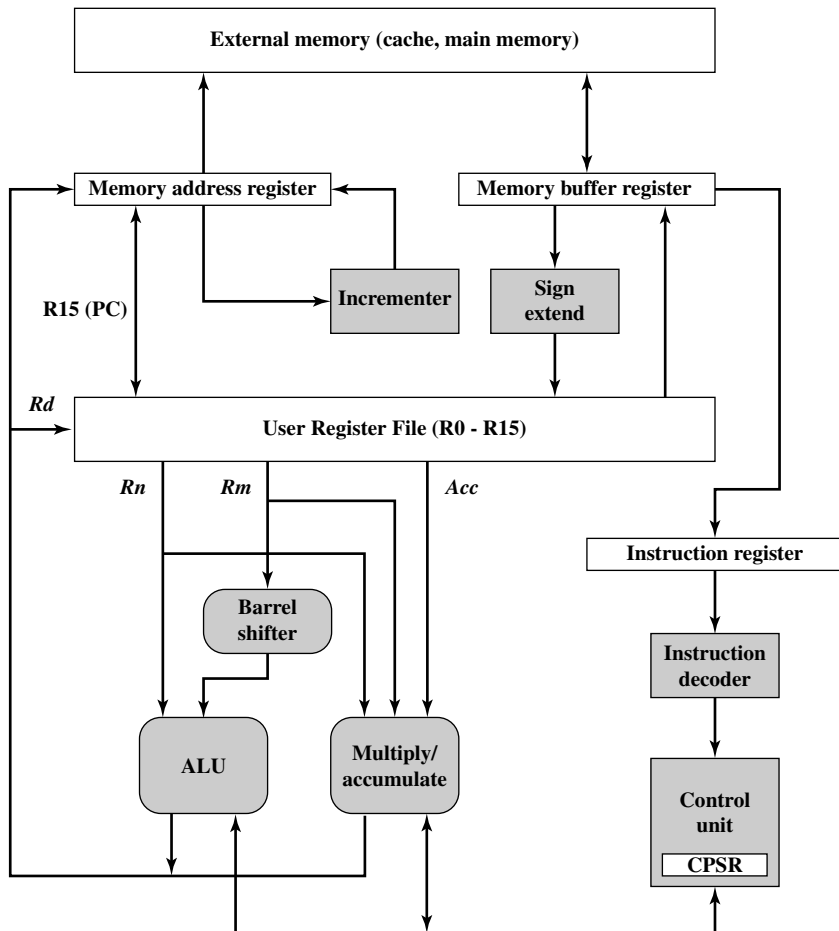 External memory (cache, main memory)
Memory address register
Memory buffer register
R15 (PC)
Incrementer
Sign
extend
Rd
User Register File (R0 - R15)
Rn
Rm
Acc
Instruction register
Barrel
shifter
Instruction
decoder
ALU
Multiply/
accumulate
Control
unit
CPSR